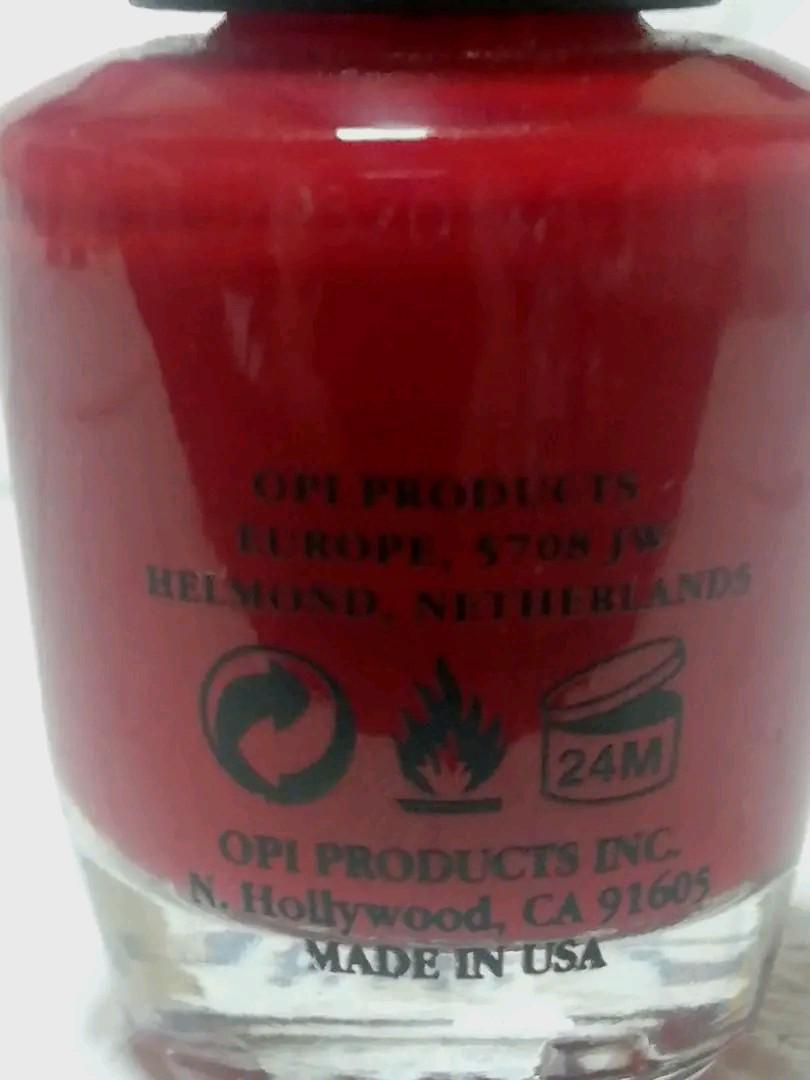 OPI PRODUCTS
EUROPE, 5708 JW
HELMOND, NETHERLANDS
24M
OPI PRODUCTS INC.
N. Hollywood, CA 91605
MADE IN USA